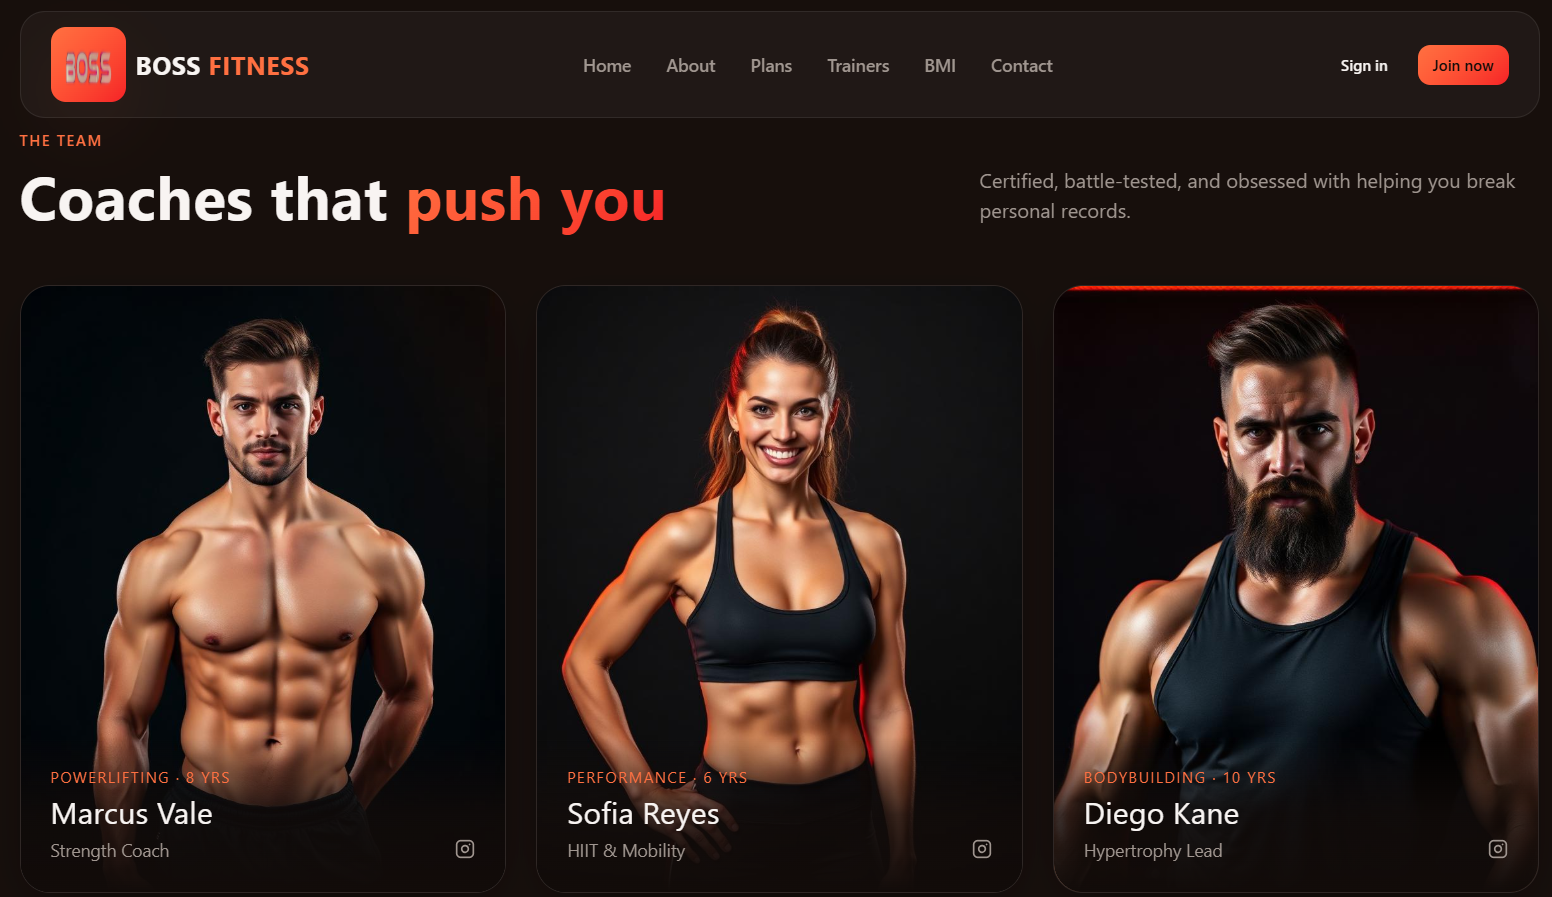 BOSS
BOSS FITNESS
Home
About
Plans
Trainers
BMI
Contact
Sign in
Join now
THE TEAM
Coaches that push you
Certified, battle-tested, and obsessed with helping you break
personal records.
POWERLIFTING · 8 YRS
Marcus Vale
Strength Coach
PERFORMANCE · 6 YRS
Sofia Reyes
HIIT & Mobility
BODYBUILDING · 10 YRS
Diego Kane
Hypertrophy Lead